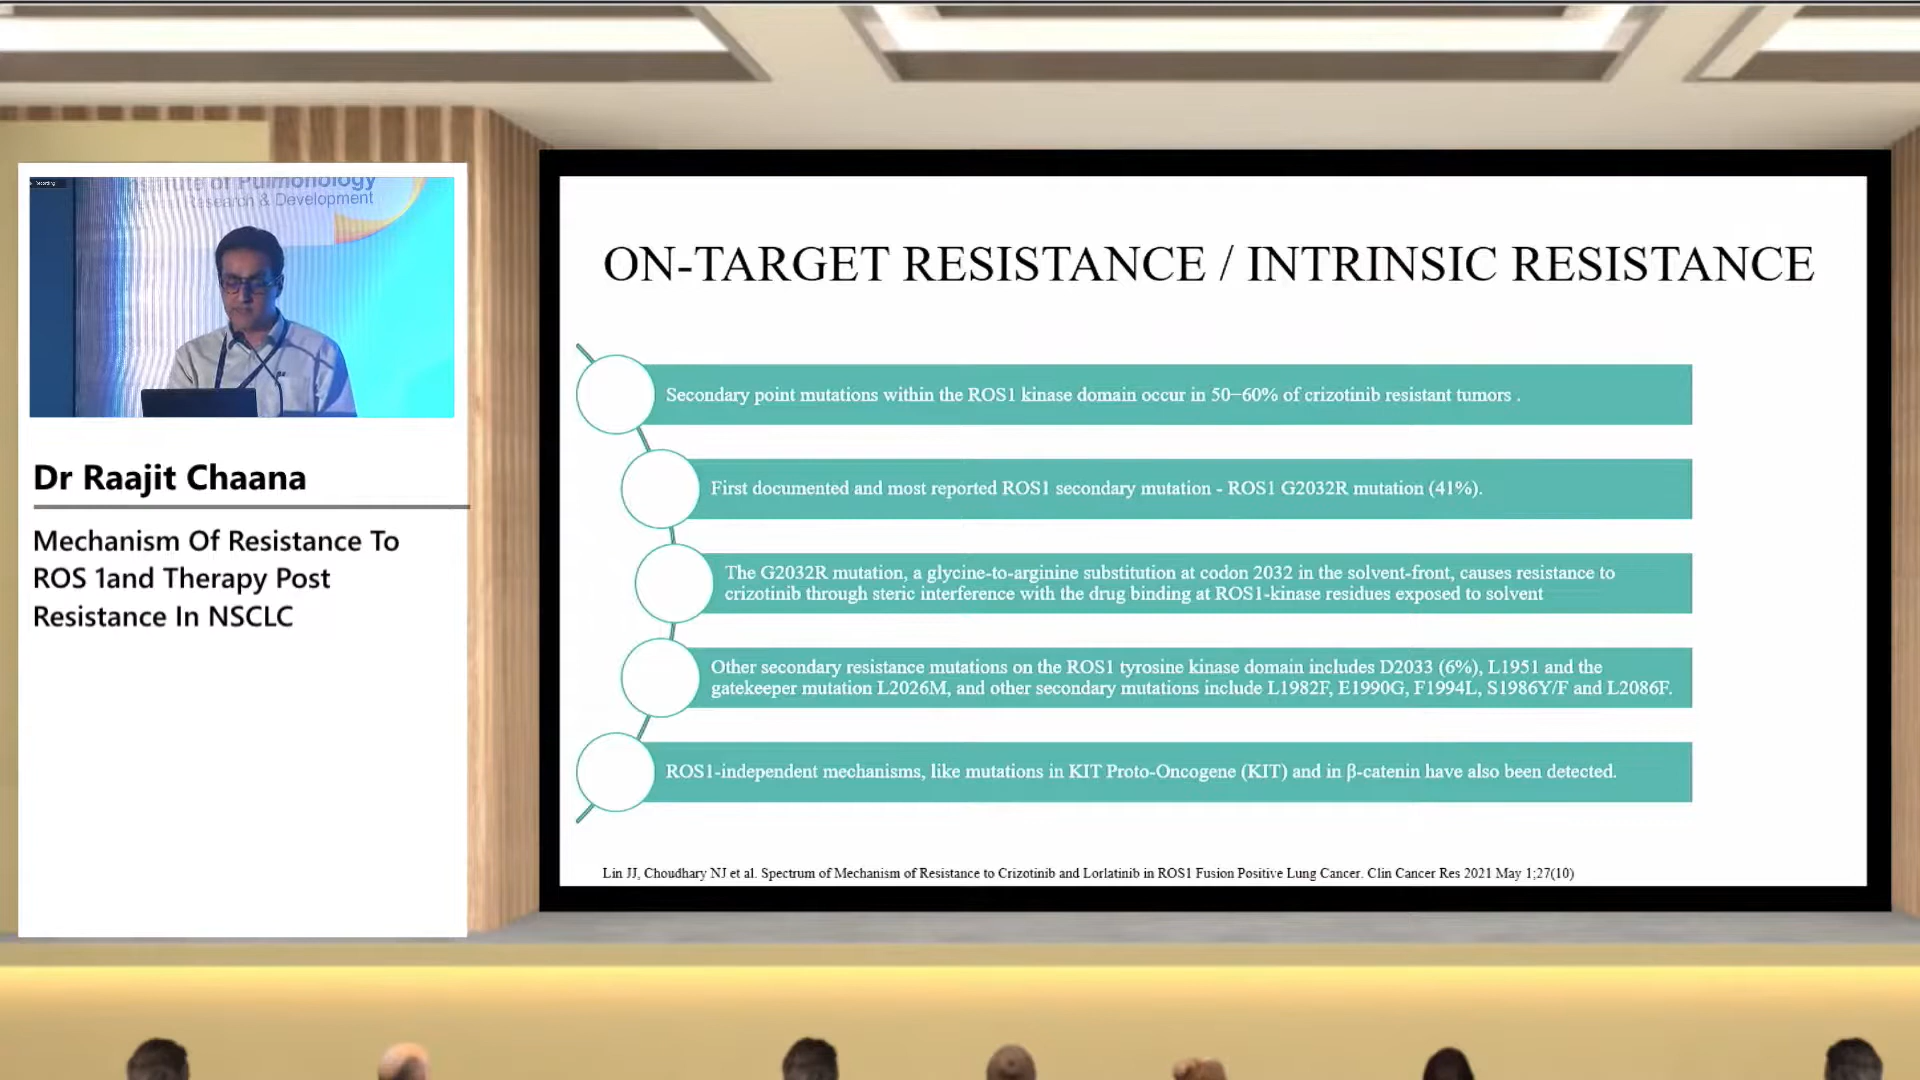 Recording
Institute of Pulmonology
Medical Research & Development
Dr Raajit Chaana
Mechanism Of Resistance To
ROS 1and Therapy Post
Resistance In NSCLC
ON-TARGET RESISTANCE / INTRINSIC RESISTANCE
Secondary point mutations within the ROS1 kinase domain occur in 50–60% of crizotinib resistant tumors .
First documented and most reported ROS1 secondary mutation - ROS1 G2032R mutation (41%).
The G2032R mutation, a glycine-to-arginine substitution at codon 2032 in the solvent-front, causes resistance to
crizotinib through steric interference with the drug binding at ROS1-kinase residues exposed to solvent
Other secondary resistance mutations on the ROS1 tyrosine kinase domain includes D2033 (6%), L1951 and the
gatekeeper mutation L2026M, and other secondary mutations include L1982F, E1990G, F1994L, S1986Y/F and L2086F.
ROS1-independent mechanisms, like mutations in KIT Proto-Oncogene (KIT) and in β-catenin have also been detected.
Lin JJ, Choudhary NJ et al. Spectrum of Mechanism of Resistance to Crizotinib and Lorlatinib in ROS1 Fusion Positive Lung Cancer. Clin Cancer Res 2021 May 1;27(10)